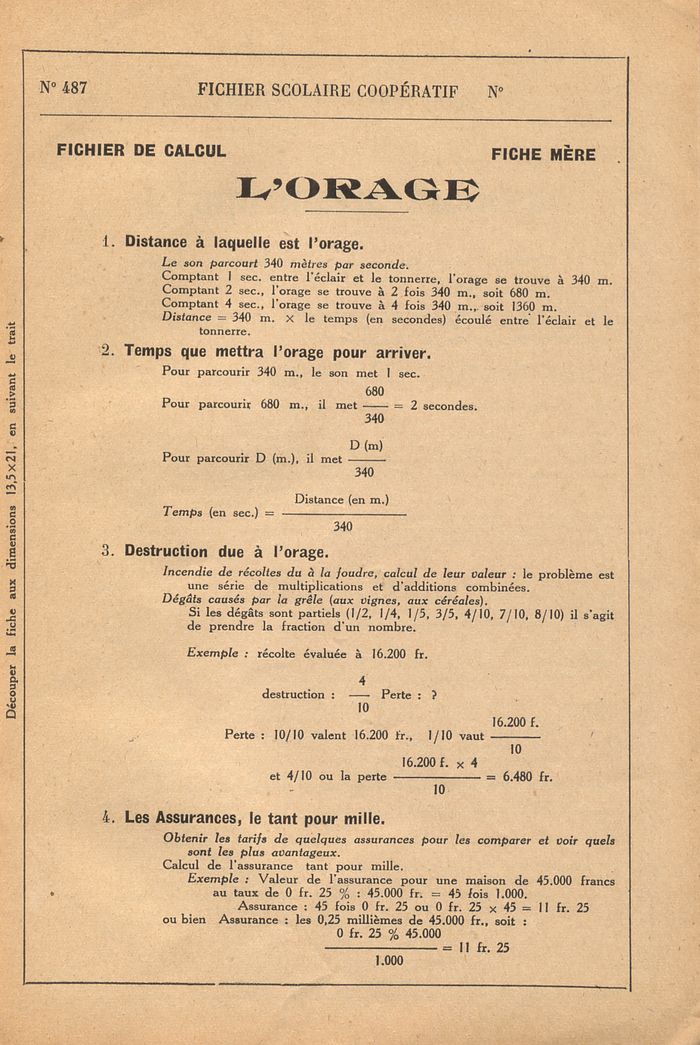 N° 487 FICHIER SCOLAIRE COOPÉRATIF N°
FICHIER DE CALCUL FICHE MÈRE
L'ORAGE
1. Distance à laquelle est l'orage.
Le son parcourt 340 mètres par seconde.
Comptant 1 sec. entre l'éclair et le tonnerre, l'orage se trouve à 340 m.
Comptant 2 sec., l'orage se trouve à 2 fois 340 m., soit 680 m.
Comptant 4 sec., l'orage se trouve à 4 fois 340 m., soit 1360 m.
Distance = 340 m. × le temps (en secondes) écoulé entre l'éclair et le
tonnerre.
2. Temps que mettra l'orage pour arriver.
Pour parcourir 340 m., le son met 1 sec.
680
Pour parcourir 680 m., il met —— = 2 secondes.
340
D (m)
Pour parcourir D (m.), il met ——
340
Distance (en m.)
Temps (en sec.) = ——————
340
3. Destruction due à l'orage.
Incendie de récoltes du à la foudre, calcul de leur valeur : le problème est
une série de multiplications et d'additions combinées.
Dégâts causés par la grêle (aux vignes, aux céréales).
Si les dégâts sont partiels (1/2, 1/4, 1/5, 3/5, 4/10, 7/10, 8/10) il s'agit
de prendre la fraction d'un nombre.
Exemple : récolte évaluée à 16.200 fr.
4
destruction : —— Perte : ?
10
16.200 f.
Perte : 10/10 valent 16.200 fr., 1/10 vaut ——
10
16.200 f. × 4
et 4/10 ou la perte —————— = 6.480 fr.
10
4. Les Assurances, le tant pour mille.
Obtenir les tarifs de quelques assurances pour les comparer et voir quels
sont les plus avantageux.
Calcul de l'assurance tant pour mille.
Exemple : Valeur de l'assurance pour une maison de 45.000 francs
au taux de 0 fr. 25 % : 45.000 fr. = 45 fois 1.000.
Assurance : 45 fois 0 fr. 25 ou 0 fr. 25 × 45 = 11 fr. 25
ou bien Assurance : les 0,25 millièmes de 45.000 fr., soit :
0 fr. 25 % 45.000
—————— = 11 fr. 25
1.000
Découper la fiche aux dimensions 13,5×21, en suivant le trait